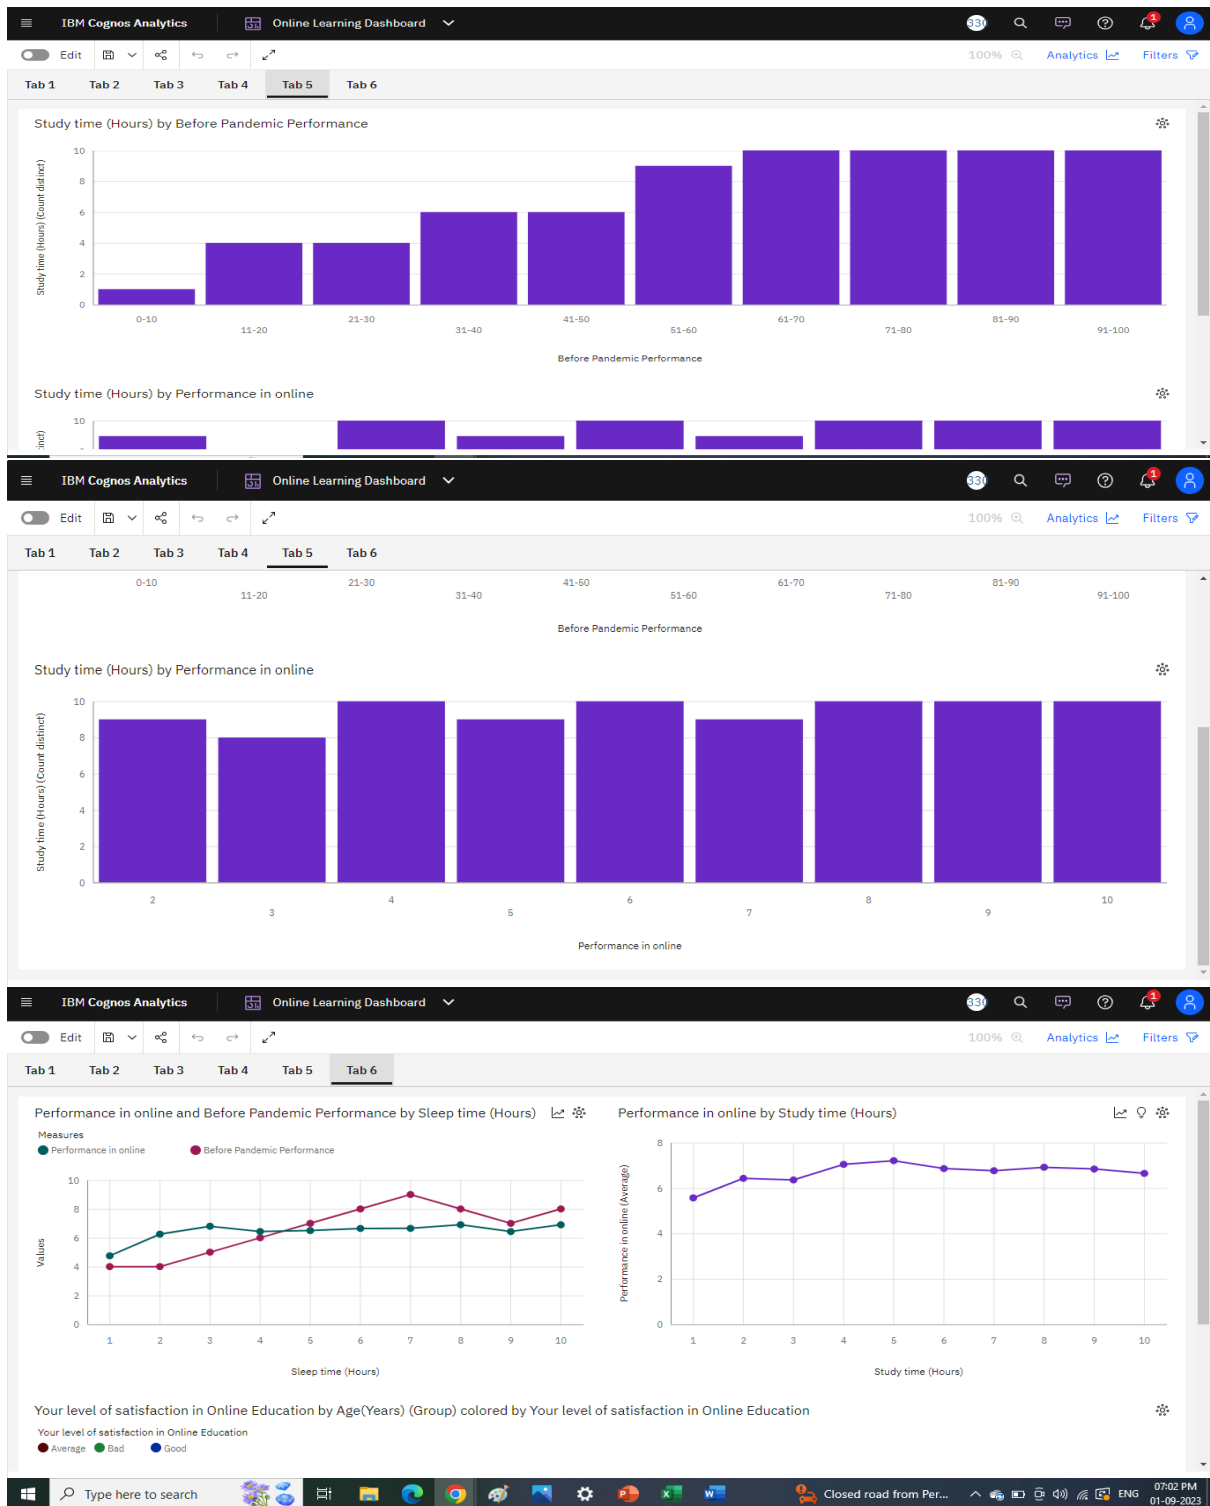 IBM Cognos Analytics Online Learning Dashboard 1
Edit 100% Analytics Filters
Tab 1 Tab 2 Tab 3 Tab 4 Tab 5 Tab 6
Study time (Hours) by Before Pandemic Performance
Study time (Hours) (Count distinct)
10
8
6
4
2
0
0-10 21-30 41-50 61-70 81-90
11-20 31-40 51-60 71-80 91-100
Before Pandemic Performance
Study time (Hours) by Performance in online
10
IBM Cognos Analytics Online Learning Dashboard 1
Edit 100% Analytics Filters
Tab 1 Tab 2 Tab 3 Tab 4 Tab 5 Tab 6
0-10 21-30 41-50 61-70 81-90
11-20 31-40 51-60 71-80 91-100
Before Pandemic Performance
Study time (Hours) by Performance in online
Study time (Hours) (Count distinct)
10
8
6
4
2
0
2 4 6 8 10
3 5 7 9
Performance in online
IBM Cognos Analytics Online Learning Dashboard 1
Edit 100% Analytics Filters
Tab 1 Tab 2 Tab 3 Tab 4 Tab 5 Tab 6
Performance in online and Before Pandemic Performance by Sleep time (Hours)
Measures
Performance in online Before Pandemic Performance
Values
10
8
6
4
2
0
1 2 3 4 5 6 7 8 9 10
Sleep time (Hours)
Performance in online by Study time (Hours)
Performance in online (Average)
8
6
4
2
0
1 2 3 4 5 6 7 8 9 10
Study time (Hours)
Your level of satisfaction in Online Education by Age(Years) (Group) colored by Your level of satisfaction in Online Education
Your level of satisfaction in Online Education
Average Bad Good
Type here to search Closed road from Per... ENG 07:02 PM
01-09-2023